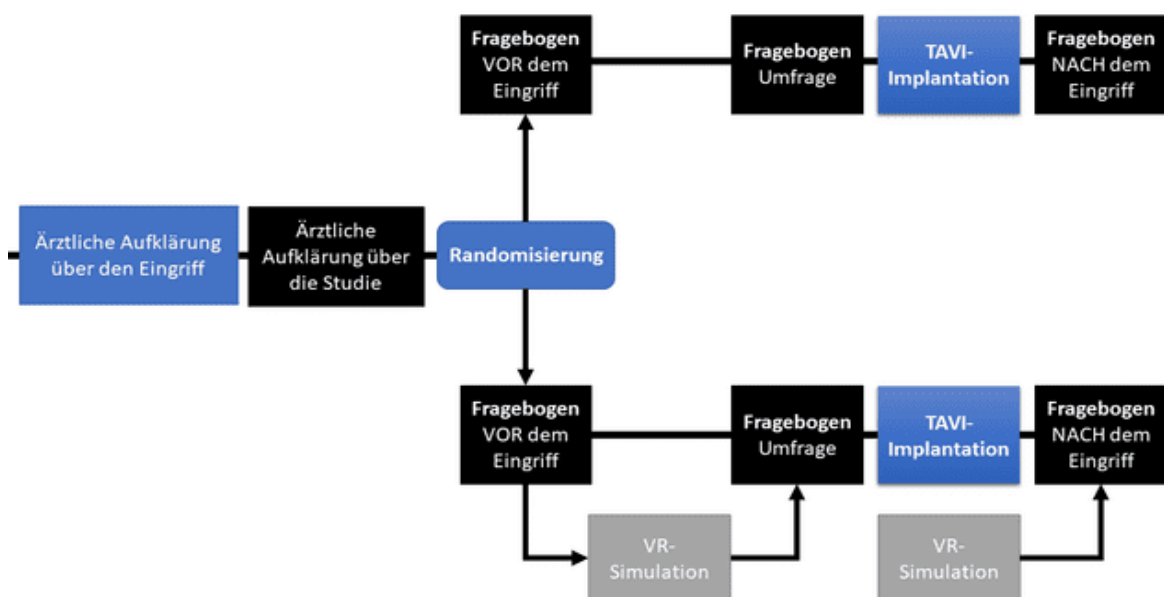 Fragebogen
VOR dem
Eingriff
Fragebogen
Umfrage
TAVI-
Implantation
Fragebogen
NACH dem
Eingriff
Ärztliche Aufklärung
über den Eingriff
Ärztliche
Aufklärung über
die Studie
Randomisierung
Fragebogen
VOR dem
Eingriff
Fragebogen
Umfrage
TAVI-
Implantation
Fragebogen
NACH dem
Eingriff
VR-
Simulation
VR-
Simulation